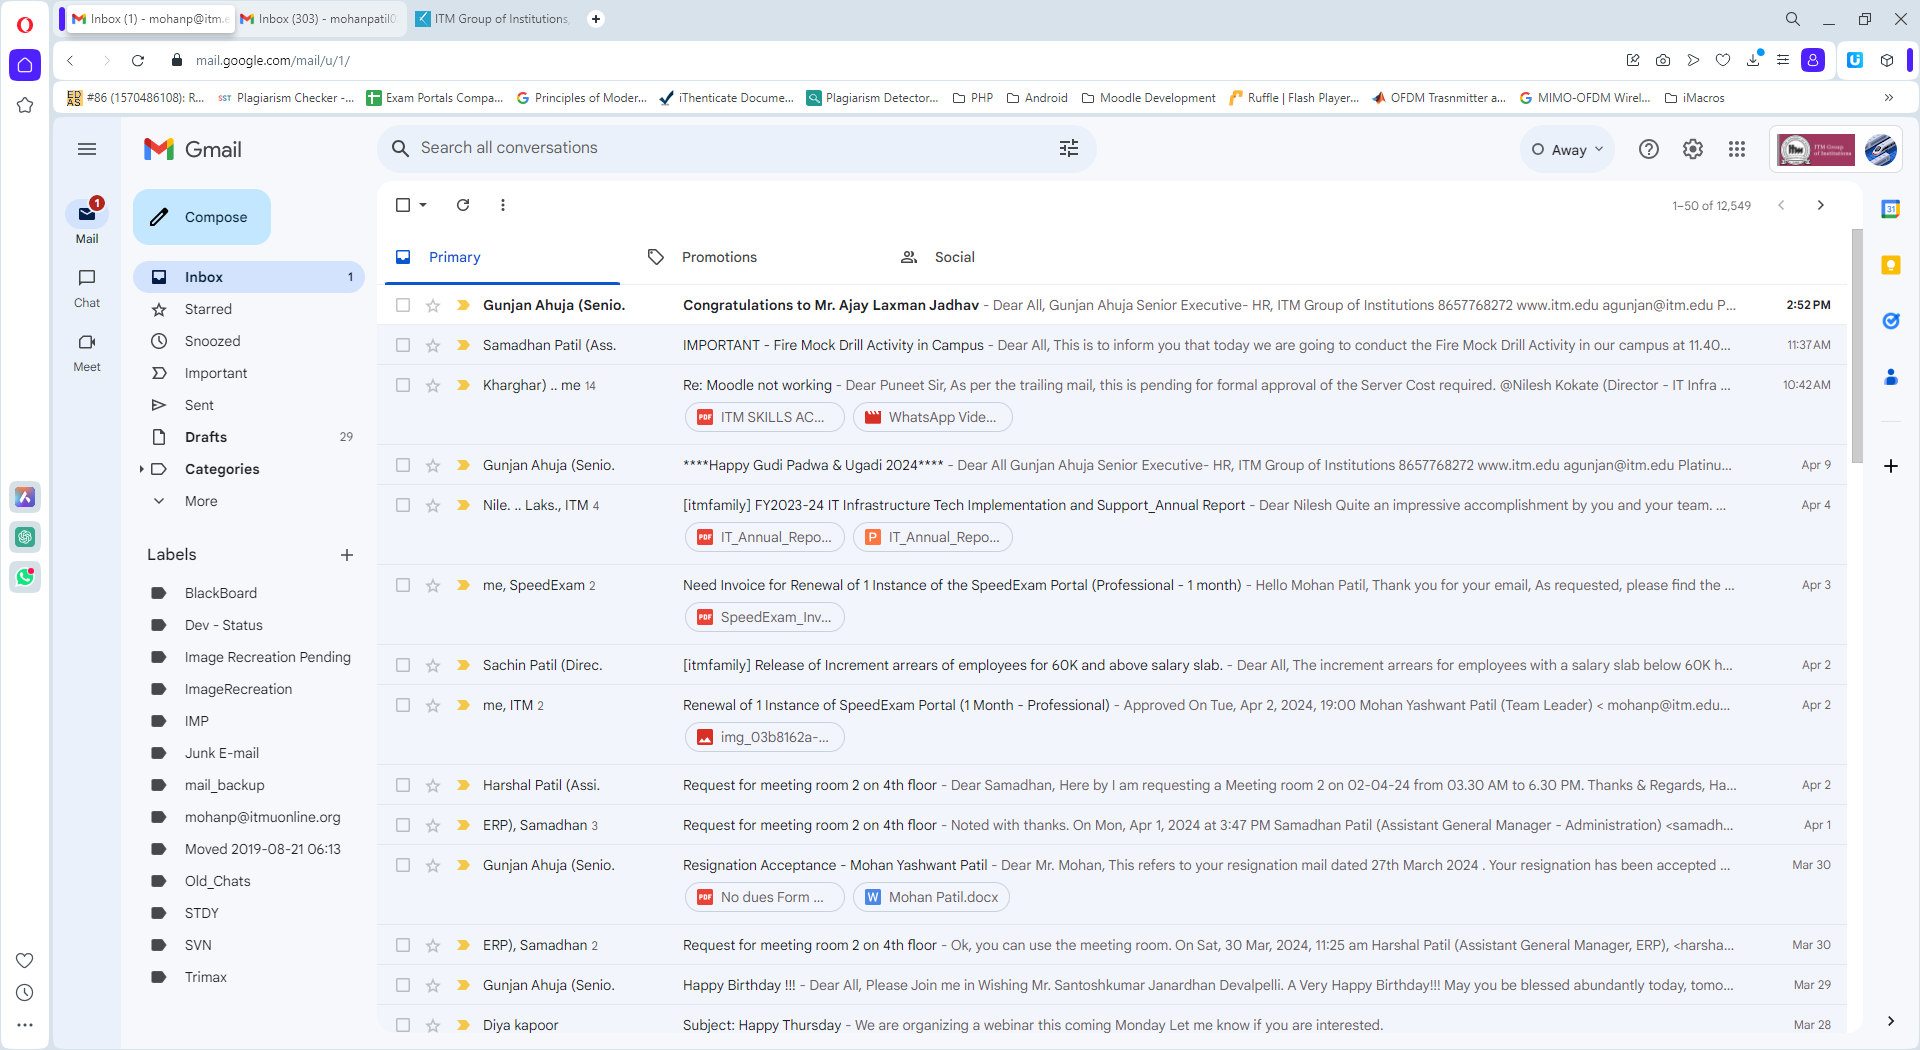 Inbox (1) - mohanp@itm.e
Inbox (303) - mohanpatil0
ITM Group of Institutions,
mail.google.com/mail/u/1/
#86 (1570486108): R...
Plagiarism Checker -...
Exam Portals Compa...
Principles of Moder...
iThenticate Docume...
Plagiarism Detector...
PHP
Android
Moodle Development
Ruffle | Flash Player...
OFDM Trasnmitter a...
MIMO-OFDM Wirel...
iMacros
Gmail
Search all conversations
Away
1
Mail
Chat
Meet
Compose
Inbox 1
Starred
Snoozed
Important
Sent
Drafts 29
Categories
More
Labels
BlackBoard
Dev - Status
Image Recreation Pending
ImageRecreation
IMP
Junk E-mail
mail_backup
mohanp@itmuonline.org
Moved 2019-08-21 06:13
Old_Chats
STDY
SVN
Trimax
1–50 of 12,549
Primary
Promotions
Social
Gunjan Ahuja (Senio. Congratulations to Mr. Ajay Laxman Jadhav - Dear All, Gunjan Ahuja Senior Executive- HR, ITM Group of Institutions 8657768272 www.itm.edu agunjan@itm.edu P... 2:52 PM
Samadhan Patil (Ass. IMPORTANT - Fire Mock Drill Activity in Campus - Dear All, This is to inform you that today we are going to conduct the Fire Mock Drill Activity in our campus at 11.40... 11:37 AM
Kharghar) .. me 14 Re: Moodle not working - Dear Puneet Sir, As per the trailing mail, this is pending for formal approval of the Server Cost required. @Nilesh Kokate (Director - IT Infra ... 10:42 AM
PDF ITM SKILLS AC... WhatsApp Vide...
Gunjan Ahuja (Senio. ****Happy Gudi Padwa & Ugadi 2024**** - Dear All Gunjan Ahuja Senior Executive- HR, ITM Group of Institutions 8657768272 www.itm.edu agunjan@itm.edu Platinu... Apr 9
Nile. .. Laks., ITM 4 [itmfamily] FY2023-24 IT Infrastructure Tech Implementation and Support_Annual Report - Dear Nilesh Quite an impressive accomplishment by you and your team. ... Apr 4
PDF IT_Annual_Repo... P IT_Annual_Repo...
me, SpeedExam 2 Need Invoice for Renewal of 1 Instance of the SpeedExam Portal (Professional - 1 month) - Hello Mohan Patil, Thank you for your email, As requested, please find the ... Apr 3
PDF SpeedExam_Inv...
Sachin Patil (Direc. [itmfamily] Release of Increment arrears of employees for 60K and above salary slab. - Dear All, The increment arrears for employees with a salary slab below 60K h... Apr 2
me, ITM 2 Renewal of 1 Instance of SpeedExam Portal (1 Month - Professional) - Approved On Tue, Apr 2, 2024, 19:00 Mohan Yashwant Patil (Team Leader) < mohanp@itm.edu... Apr 2
img_03b8162a-...
Harshal Patil (Assi. Request for meeting room 2 on 4th floor - Dear Samadhan, Here by I am requesting a Meeting room 2 on 02-04-24 from 03.30 AM to 6.30 PM. Thanks & Regards, Ha... Apr 2
ERP), Samadhan 3 Request for meeting room 2 on 4th floor - Noted with thanks. On Mon, Apr 1, 2024 at 3:47 PM Samadhan Patil (Assistant General Manager - Administration) <samadh... Apr 1
Gunjan Ahuja (Senio. Resignation Acceptance - Mohan Yashwant Patil - Dear Mr. Mohan, This refers to your resignation mail dated 27th March 2024 . Your resignation has been accepted ... Mar 30
PDF No dues Form ... W Mohan Patil.docx
ERP), Samadhan 2 Request for meeting room 2 on 4th floor - Ok, you can use the meeting room. On Sat, 30 Mar, 2024, 11:25 am Harshal Patil (Assistant General Manager, ERP), <harsha... Mar 30
Gunjan Ahuja (Senio. Happy Birthday !!! - Dear All, Please Join me in Wishing Mr. Santoshkumar Janardhan Devalpelli. A Very Happy Birthday!!! May you be blessed abundantly today, tomo... Mar 29
Diya kapoor Subject: Happy Thursday - We are organizing a webinar this coming Monday Let me know if you are interested. Mar 28